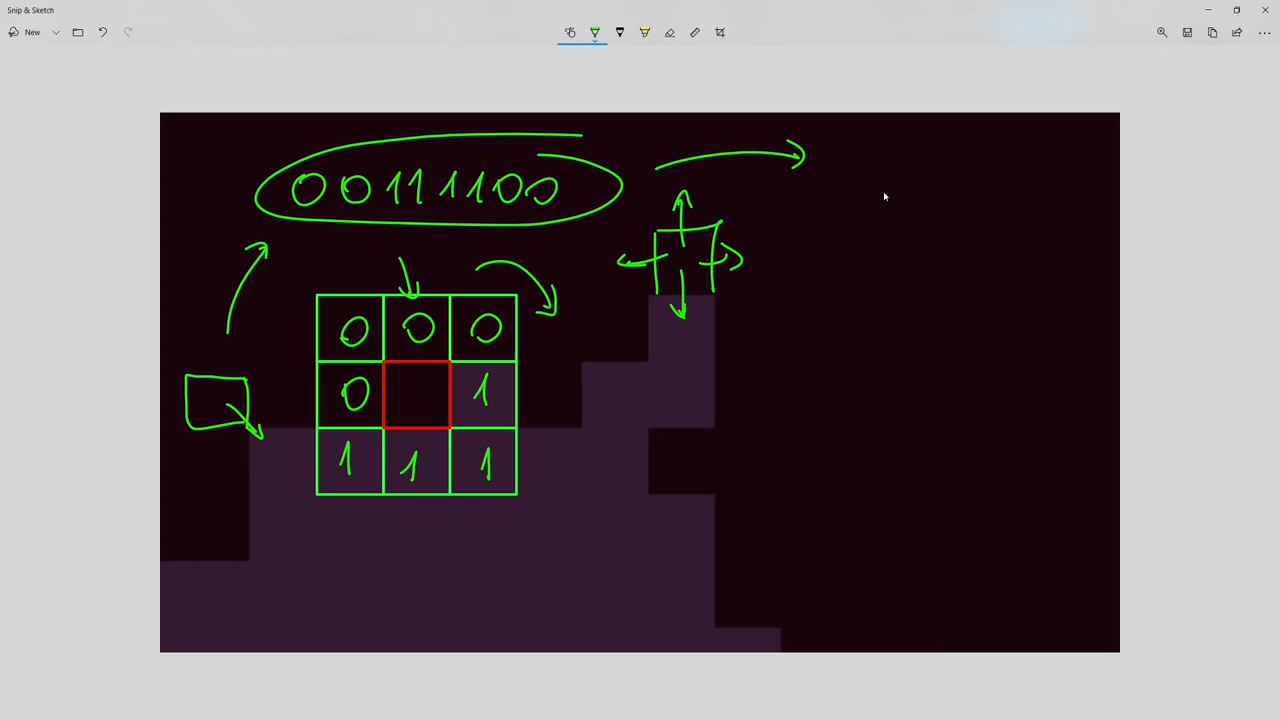 Snip & Sketch
New
00111100
0 0 0
0 1
1 1 1